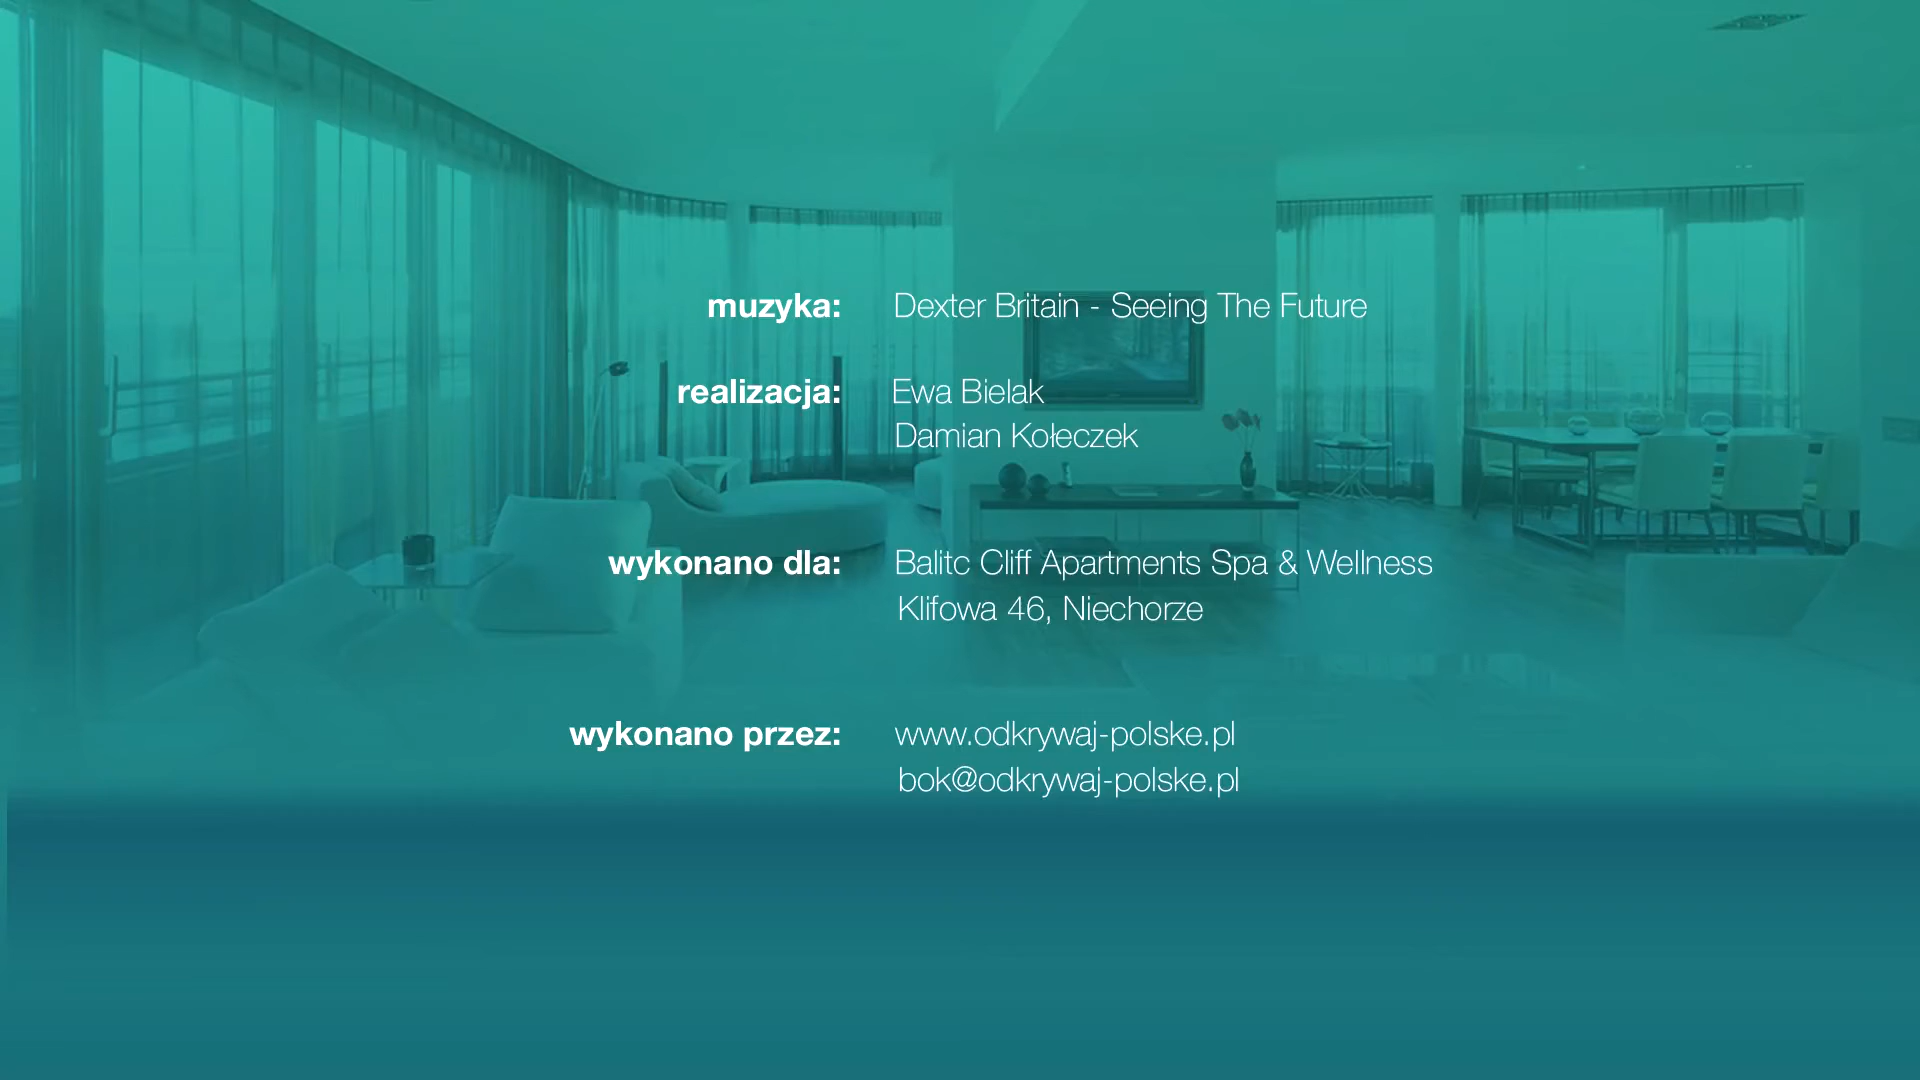 muzyka: Dexter Britain - Seeing The Future
realizacja: Ewa Bielak
Damian Kołeczek
wykonano dla: Balitc Cliff Apartments Spa & Wellness
Klifowa 46, Niechorze
wykonano przez: www.odkrywaj-polske.pl
bok@odkrywaj-polske.pl